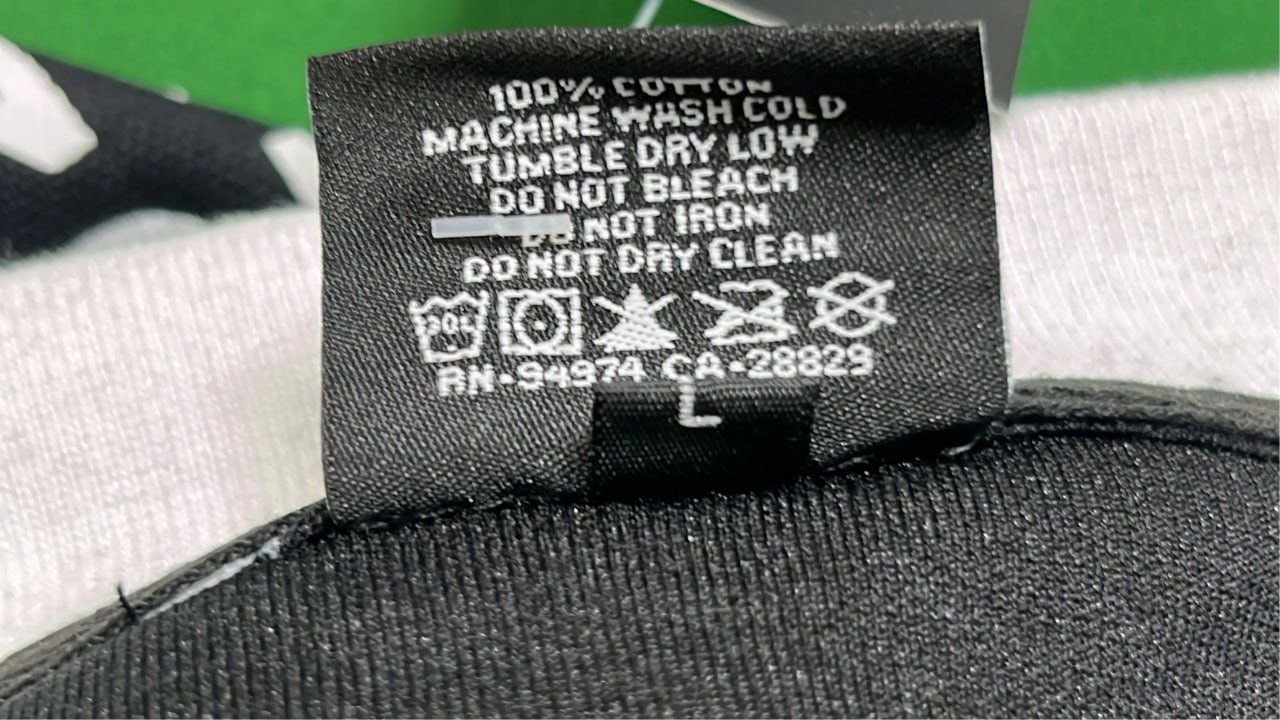 100% COTTON
MACHINE WASH COLD
TUMBLE DRY LOW
DO NOT BLEACH
DO NOT IRON
DO NOT DRY CLEAN
RN-94974 CA-28829
L